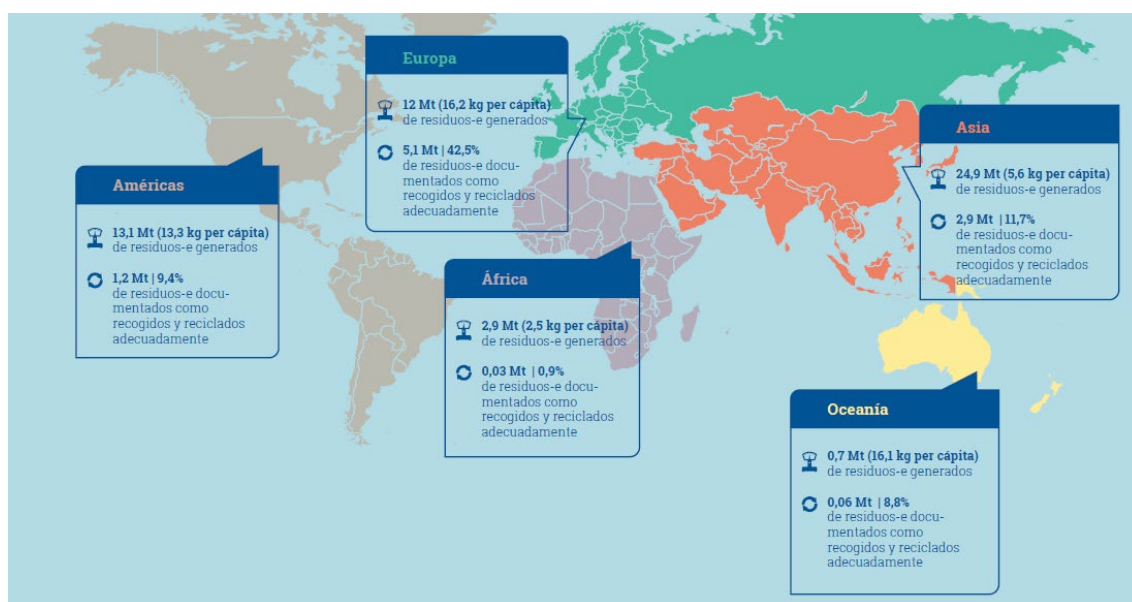 Europa
12 Mt (16,2 kg per cápita)
de residuos-e generados
5,1 Mt | 42,5%
de residuos-e docu-
mentados como
recogidos y reciclados
adecuadamente
Asia
24,9 Mt (5,6 kg per cápita)
de residuos-e generados
2,9 Mt | 11,7%
de residuos-e docu-
mentados como
recogidos y reciclados
adecuadamente
Américas
13,1 Mt (13,3 kg per cápita)
de residuos-e generados
1,2 Mt | 9,4%
de residuos-e docu-
mentados como
recogidos y reciclados
adecuadamente
África
2,9 Mt (2,5 kg per cápita)
de residuos-e generados
0,03 Mt | 0,9%
de residuos-e docu-
mentados como
recogidos y reciclados
adecuadamente
Oceanía
0,7 Mt (16,1 kg per cápita)
de residuos-e generados
0,06 Mt | 8,8%
de residuos-e docu-
mentados como
recogidos y reciclados
adecuadamente